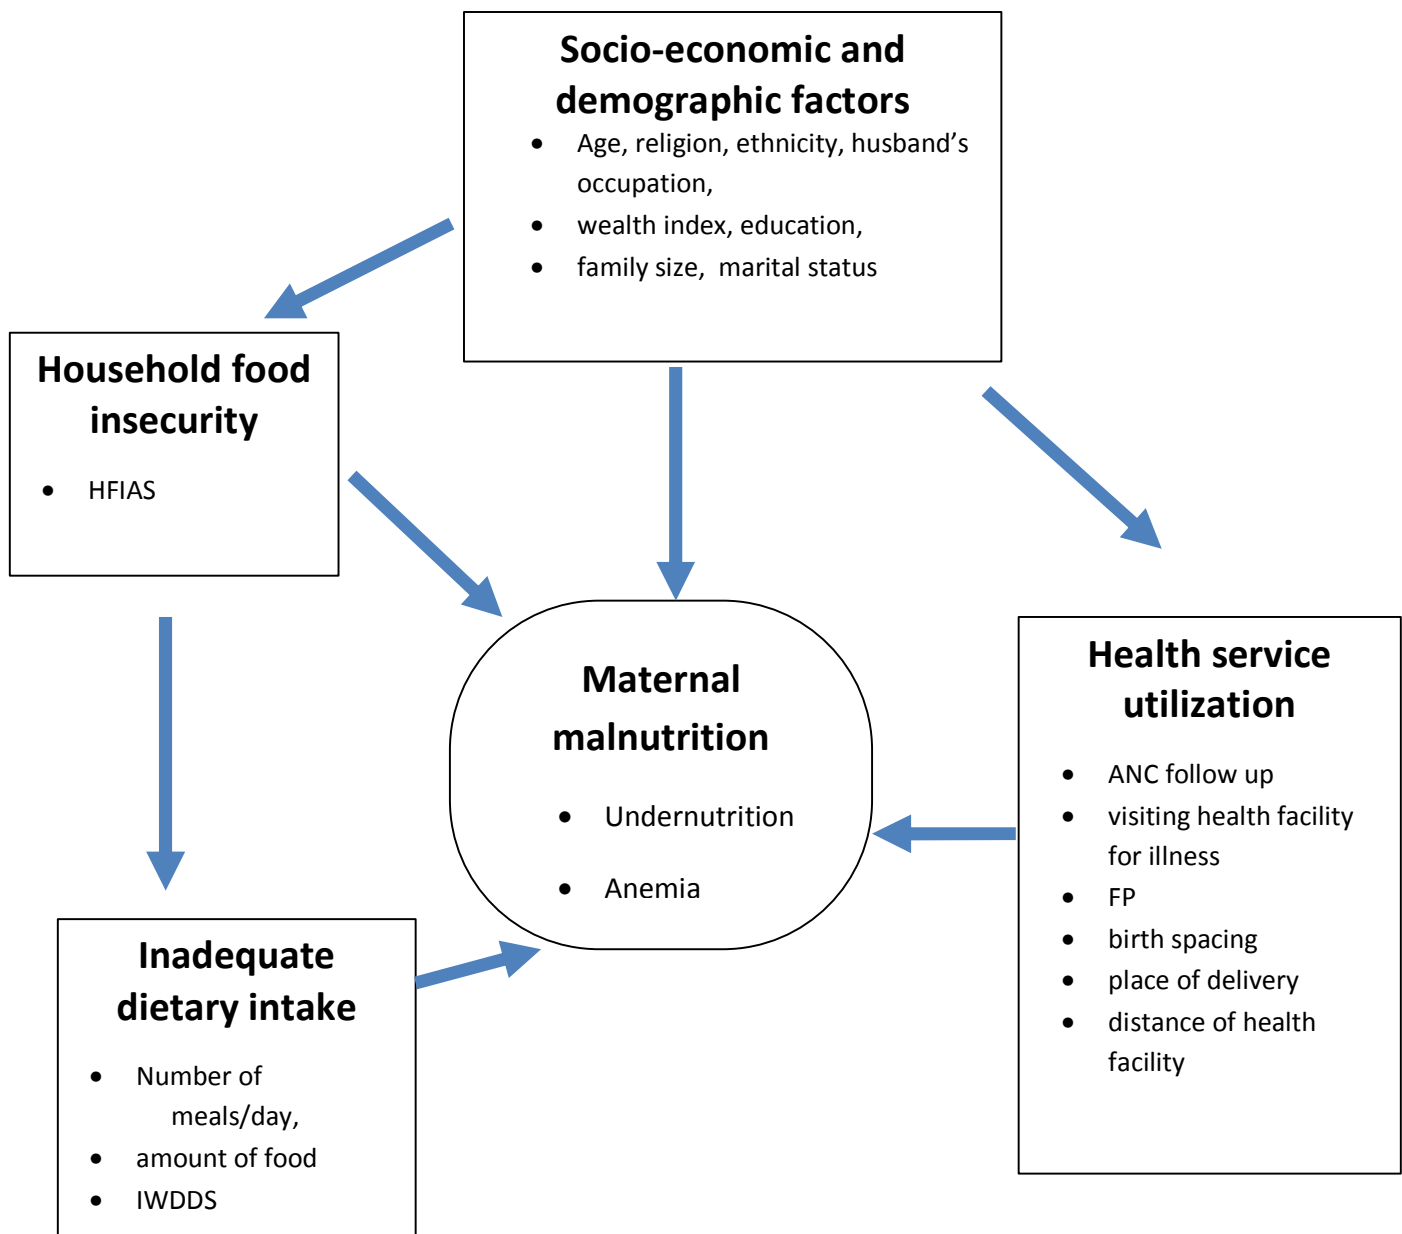 Socio-economic and
demographic factors
• Age, religion, ethnicity, husband’s
occupation,
• wealth index, education,
• family size,  marital status
Household food
insecurity
• HFIAS
Maternal
malnutrition
• Undernutrition
• Anemia
Health service
utilization
• ANC follow up
• visiting health facility
for illness
• FP
• birth spacing
• place of delivery
• distance of health
facility
Inadequate
dietary intake
• Number of
meals/day,
• amount of food
• IWDDS